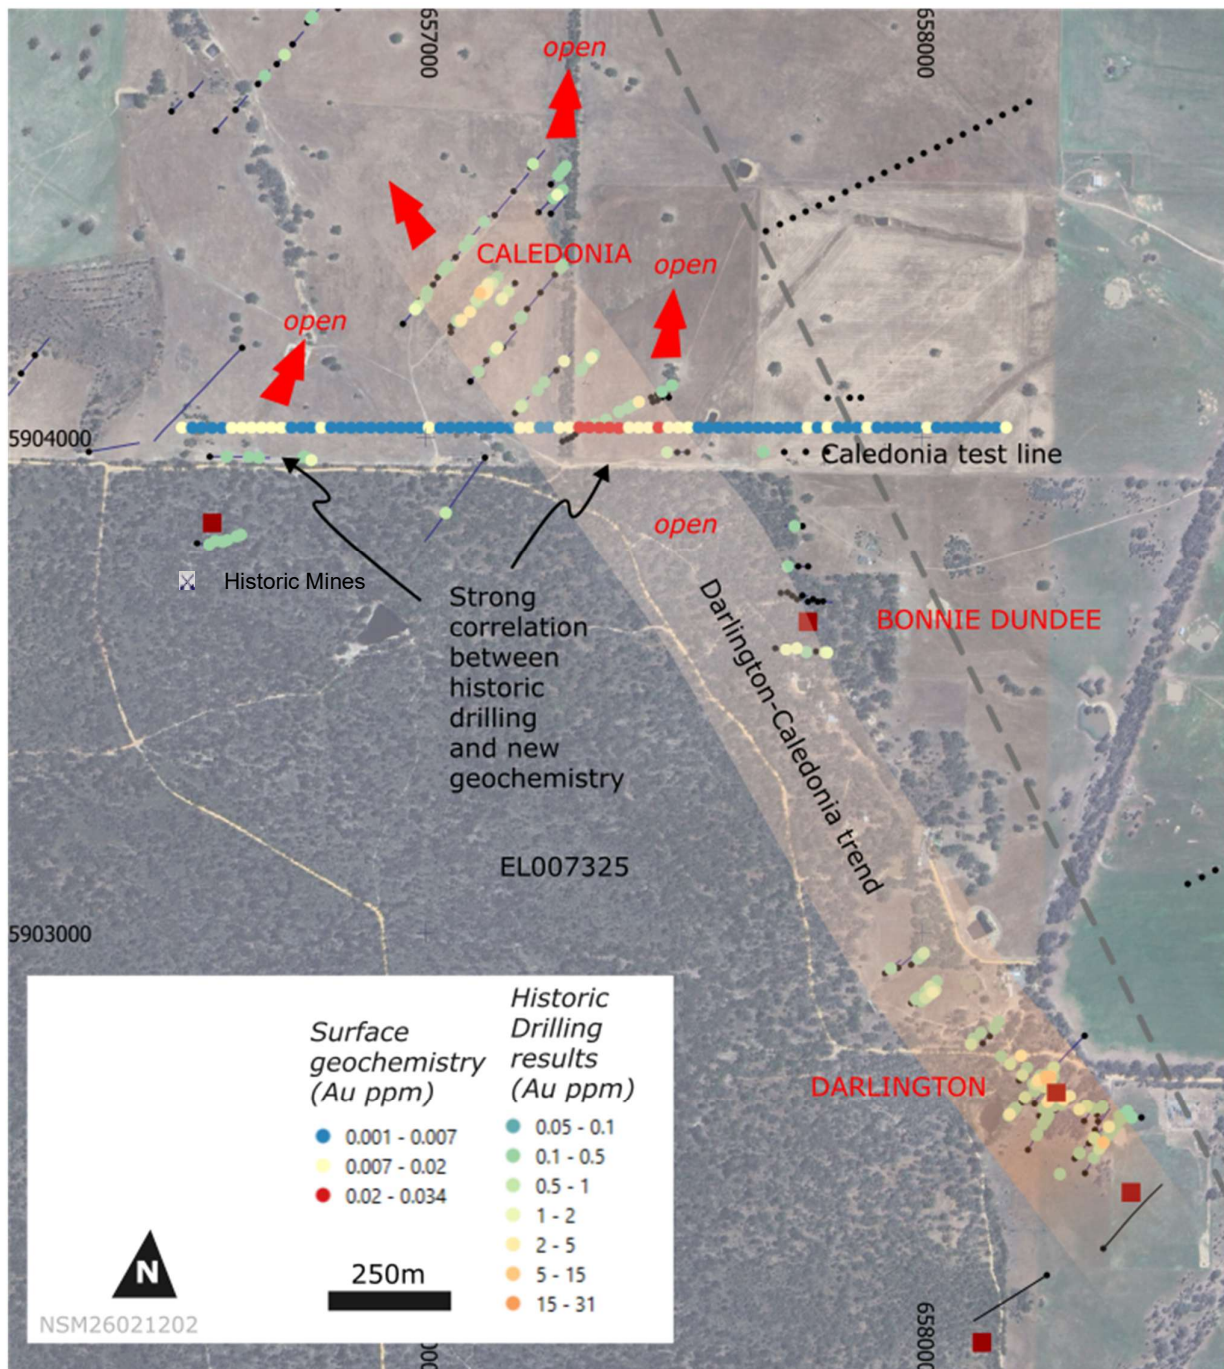 657000
658000
open
CALEDONIA
open
open
5904000
Caledonia test line
open
Historic Mines
Strong
correlation
between
historic
drilling
and new
geochemistry
BONNIE DUNDEE
Darlington-Caledonia trend
EL007325
5903000
DARLINGTON
Surface
geochemistry
(Au ppm)
0.001 - 0.007
0.007 - 0.02
0.02 - 0.034
Historic
Drilling
results
(Au ppm)
0.05 - 0.1
0.1 - 0.5
0.5 - 1
1 - 2
2 - 5
5 - 15
15 - 31
N
250m
NSM26021202
658000